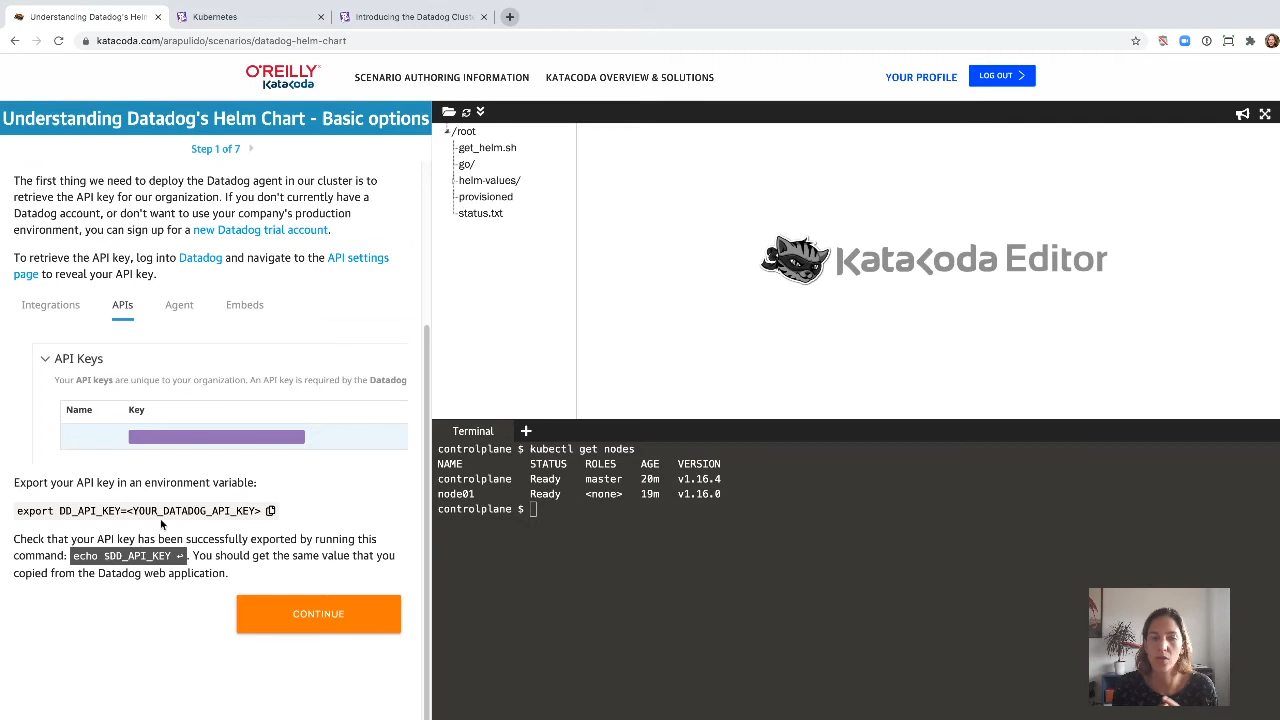 Understanding Datadog's Helm
Kubernetes
Introducing the Datadog Cluste
katacoda.com/arapulido/scenarios/datadog-helm-chart
O'REILLY
Katacoda
SCENARIO AUTHORING INFORMATION
KATACODA OVERVIEW & SOLUTIONS
YOUR PROFILE
LOG OUT
Understanding Datadog's Helm Chart - Basic options
Step 1 of 7
The first thing we need to deploy the Datadog agent in our cluster is to
retrieve the API key for our organization. If you don't currently have a
Datadog account, or don't want to use your company's production
environment, you can sign up for a new Datadog trial account.
To retrieve the API key, log into Datadog and navigate to the API settings
page to reveal your API key.
Integrations
APIs
Agent
Embeds
API Keys
Your API keys are unique to your organization. An API key is required by the Datadog
Name
Key
Export your API key in an environment variable:
export DD_API_KEY=<YOUR_DATADOG_API_KEY>
Check that your API key has been successfully exported by running this
command: echo $DD_API_KEY ↩. You should get the same value that you
copied from the Datadog web application.
CONTINUE
/root
get_helm.sh
go/
helm-values/
provisioned
status.txt
Katacoda Editor
Terminal
controlplane $ kubectl get nodes
NAME STATUS ROLES AGE VERSION
controlplane Ready master 20m v1.16.4
node01 Ready <none> 19m v1.16.0
controlplane $